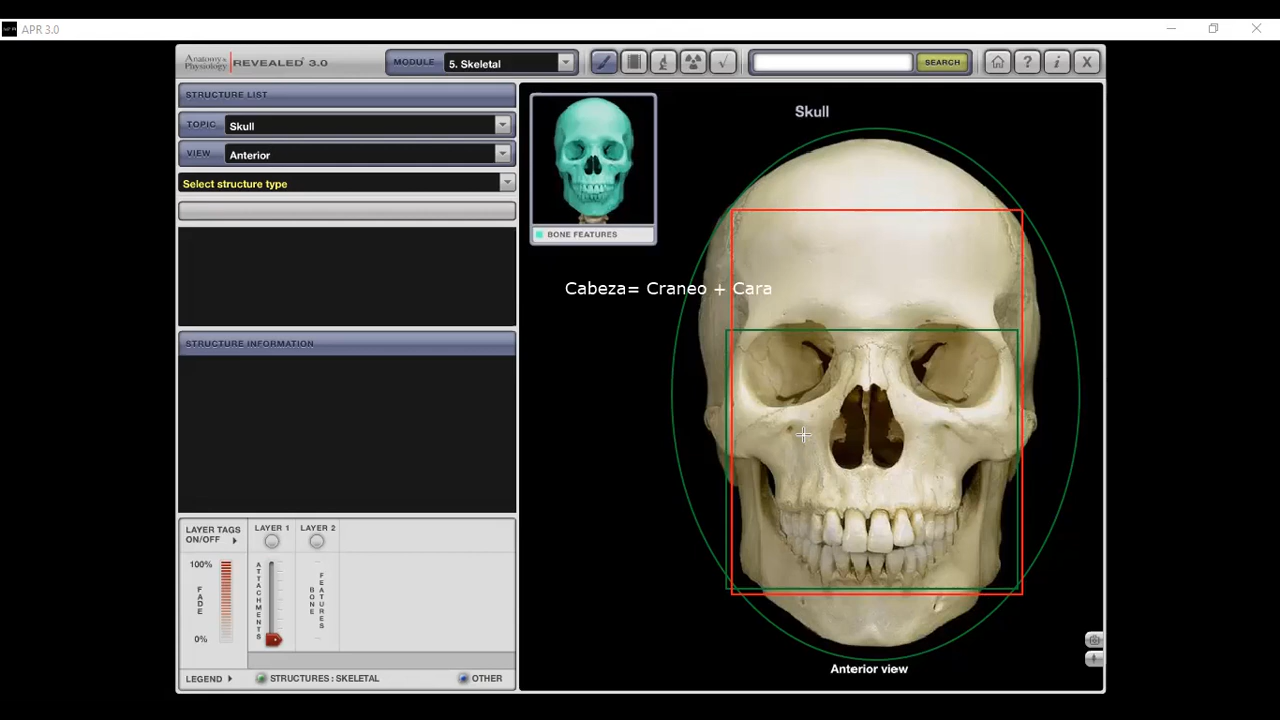 APR 3.0
Anatomy & Physiology REVEALED® 3.0
MODULE 5. Skeletal
SEARCH
? i X
STRUCTURE LIST
TOPIC Skull
VIEW Anterior
Select structure type
STRUCTURE INFORMATION
LAYER TAGS
ON/OFF
LAYER 1
LAYER 2
100%
FADE
0%
ATTACHMENTS
BONE FEATURES
LEGEND
STRUCTURES : SKELETAL
OTHER
BONE FEATURES
Skull
Cabeza= Craneo + Cara
Anterior view